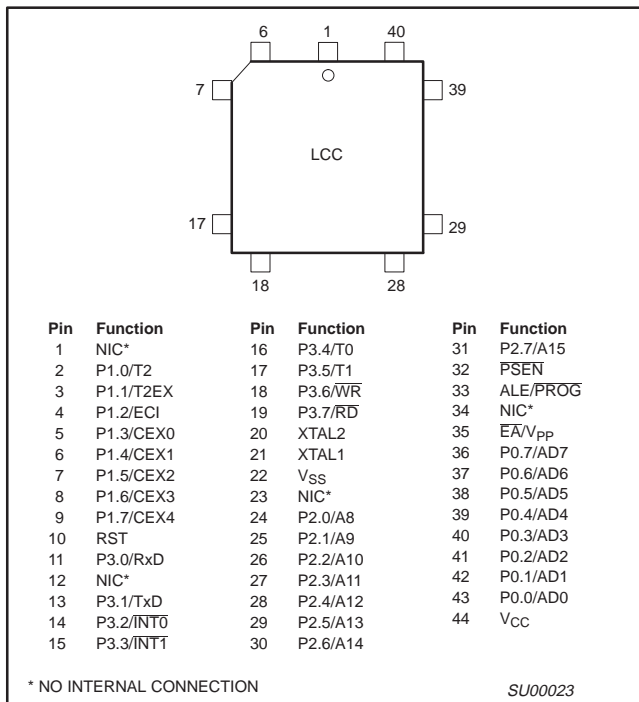 6 1 40
7 39
LCC
17 29
18 28
Pin Function Pin Function Pin Function
1 NIC* 16 P3.4/T0 31 P2.7/A15
2 P1.0/T2 17 P3.5/T1 32 P̅S̅E̅N̅
3 P1.1/T2EX 18 P3.6/W̅R̅ 33 ALE/P̅R̅O̅G̅
4 P1.2/ECI 19 P3.7/R̅D̅ 34 NIC*
5 P1.3/CEX0 20 XTAL2 35 E̅A̅/VPP
6 P1.4/CEX1 21 XTAL1 36 P0.7/AD7
7 P1.5/CEX2 22 VSS 37 P0.6/AD6
8 P1.6/CEX3 23 NIC* 38 P0.5/AD5
9 P1.7/CEX4 24 P2.0/A8 39 P0.4/AD4
10 RST 25 P2.1/A9 40 P0.3/AD3
11 P3.0/RxD 26 P2.2/A10 41 P0.2/AD2
12 NIC* 27 P2.3/A11 42 P0.1/AD1
13 P3.1/TxD 28 P2.4/A12 43 P0.0/AD0
14 P3.2/I̅N̅T̅0̅ 29 P2.5/A13 44 VCC
15 P3.3/I̅N̅T̅1̅ 30 P2.6/A14
* NO INTERNAL CONNECTION SU00023